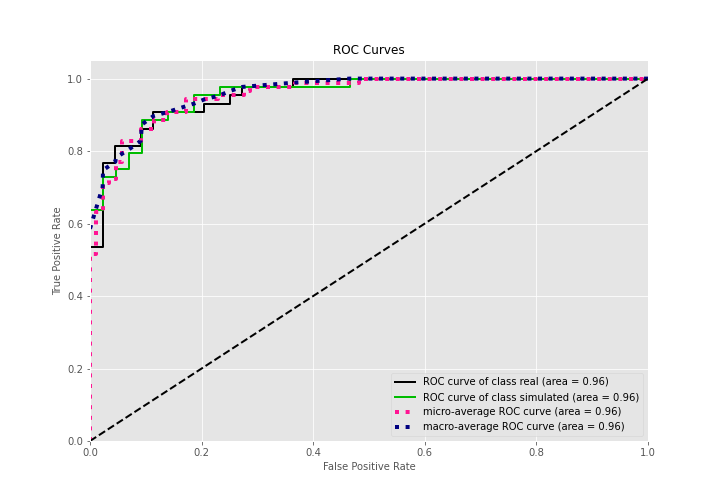 ROC Curves
1.0
0.8
0.6
0.4
0.2
0.0
True Positive Rate
0.0 0.2 0.4 0.6 0.8 1.0
False Positive Rate
ROC curve of class real (area = 0.96)
ROC curve of class simulated (area = 0.96)
micro-average ROC curve (area = 0.96)
macro-average ROC curve (area = 0.96)